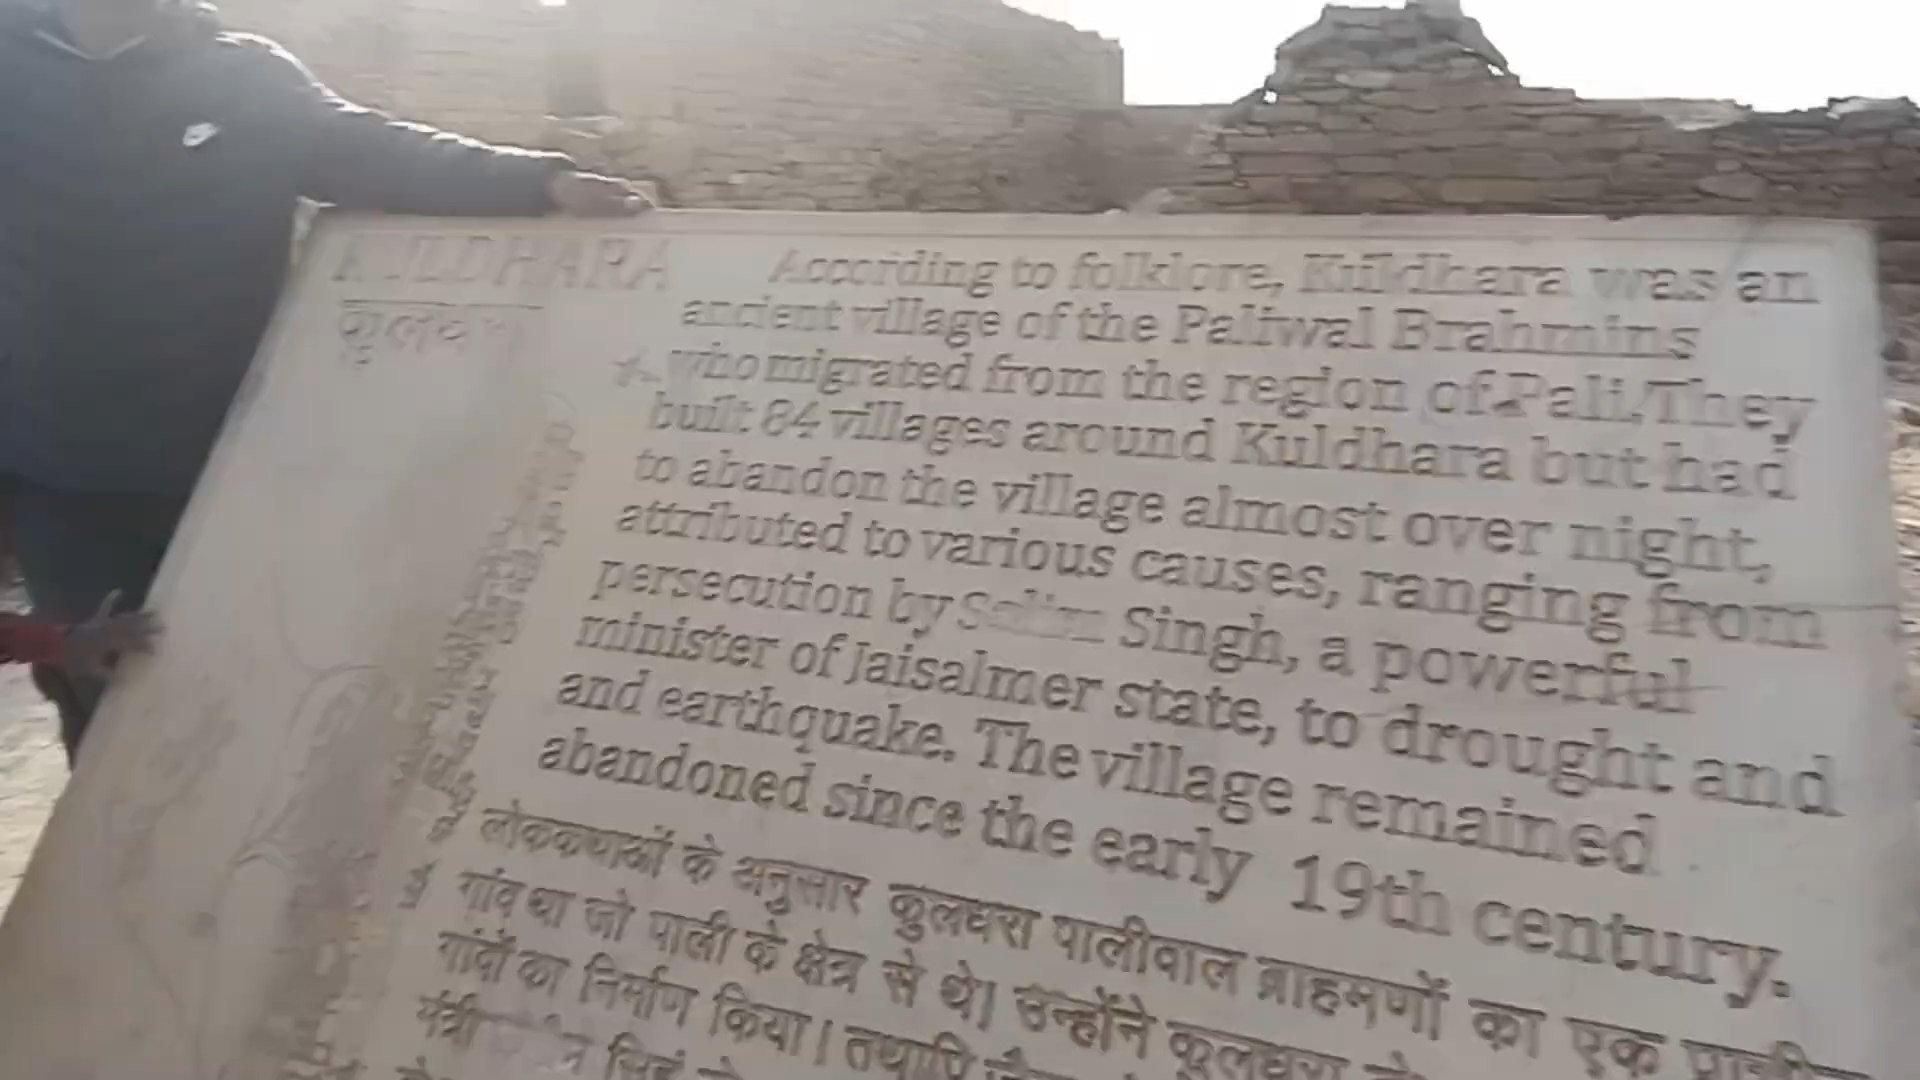 KULDHARA
कुलधरा
According to folklore, Kuldhara was an
ancient village of the Paliwal Brahmins
who migrated from the region of Pali. They
built 84 villages around Kuldhara but had
to abandon the village almost over night,
attributed to various causes, ranging from
persecution by Salim Singh, a powerful
minister of Jaisalmer state, to drought and
and earthquake. The village remained
abandoned since the early 19th century.
लोककथाओं के अनुसार कुलधरा पालीवाल ब्राहमणों का एक
गांव था जो पाली के क्षेत्र से थे। उन्होंने कुलधरा
गांवों का निर्माण किया। तथापि
मंत्री सिहं